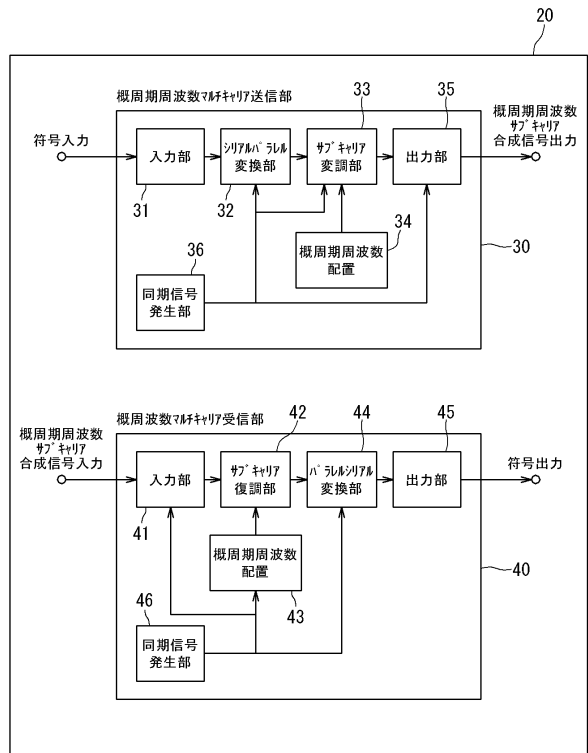 20
概周期周波数ﾏﾙﾁｷｬﾘｱ送信部
33
35
概周期周波数
ｻﾌﾞｷｬﾘｱ
合成信号出力
符号入力
入力部
ｼﾘｱﾙﾊﾟﾗﾚﾙ
変換部
ｻﾌﾞｷｬﾘｱ
変調部
出力部
31
32
34
30
概周期周波数
配置
36
同期信号
発生部
概周波数ﾏﾙﾁｷｬﾘｱ受信部
42
44
45
概周期周波数
ｻﾌﾞｷｬﾘｱ
合成信号入力
符号出力
入力部
ｻﾌﾞｷｬﾘｱ
復調部
ﾊﾟﾗﾚﾙｼﾘｱﾙ
変換部
出力部
41
概周期周波数
配置
43
40
46
同期信号
発生部